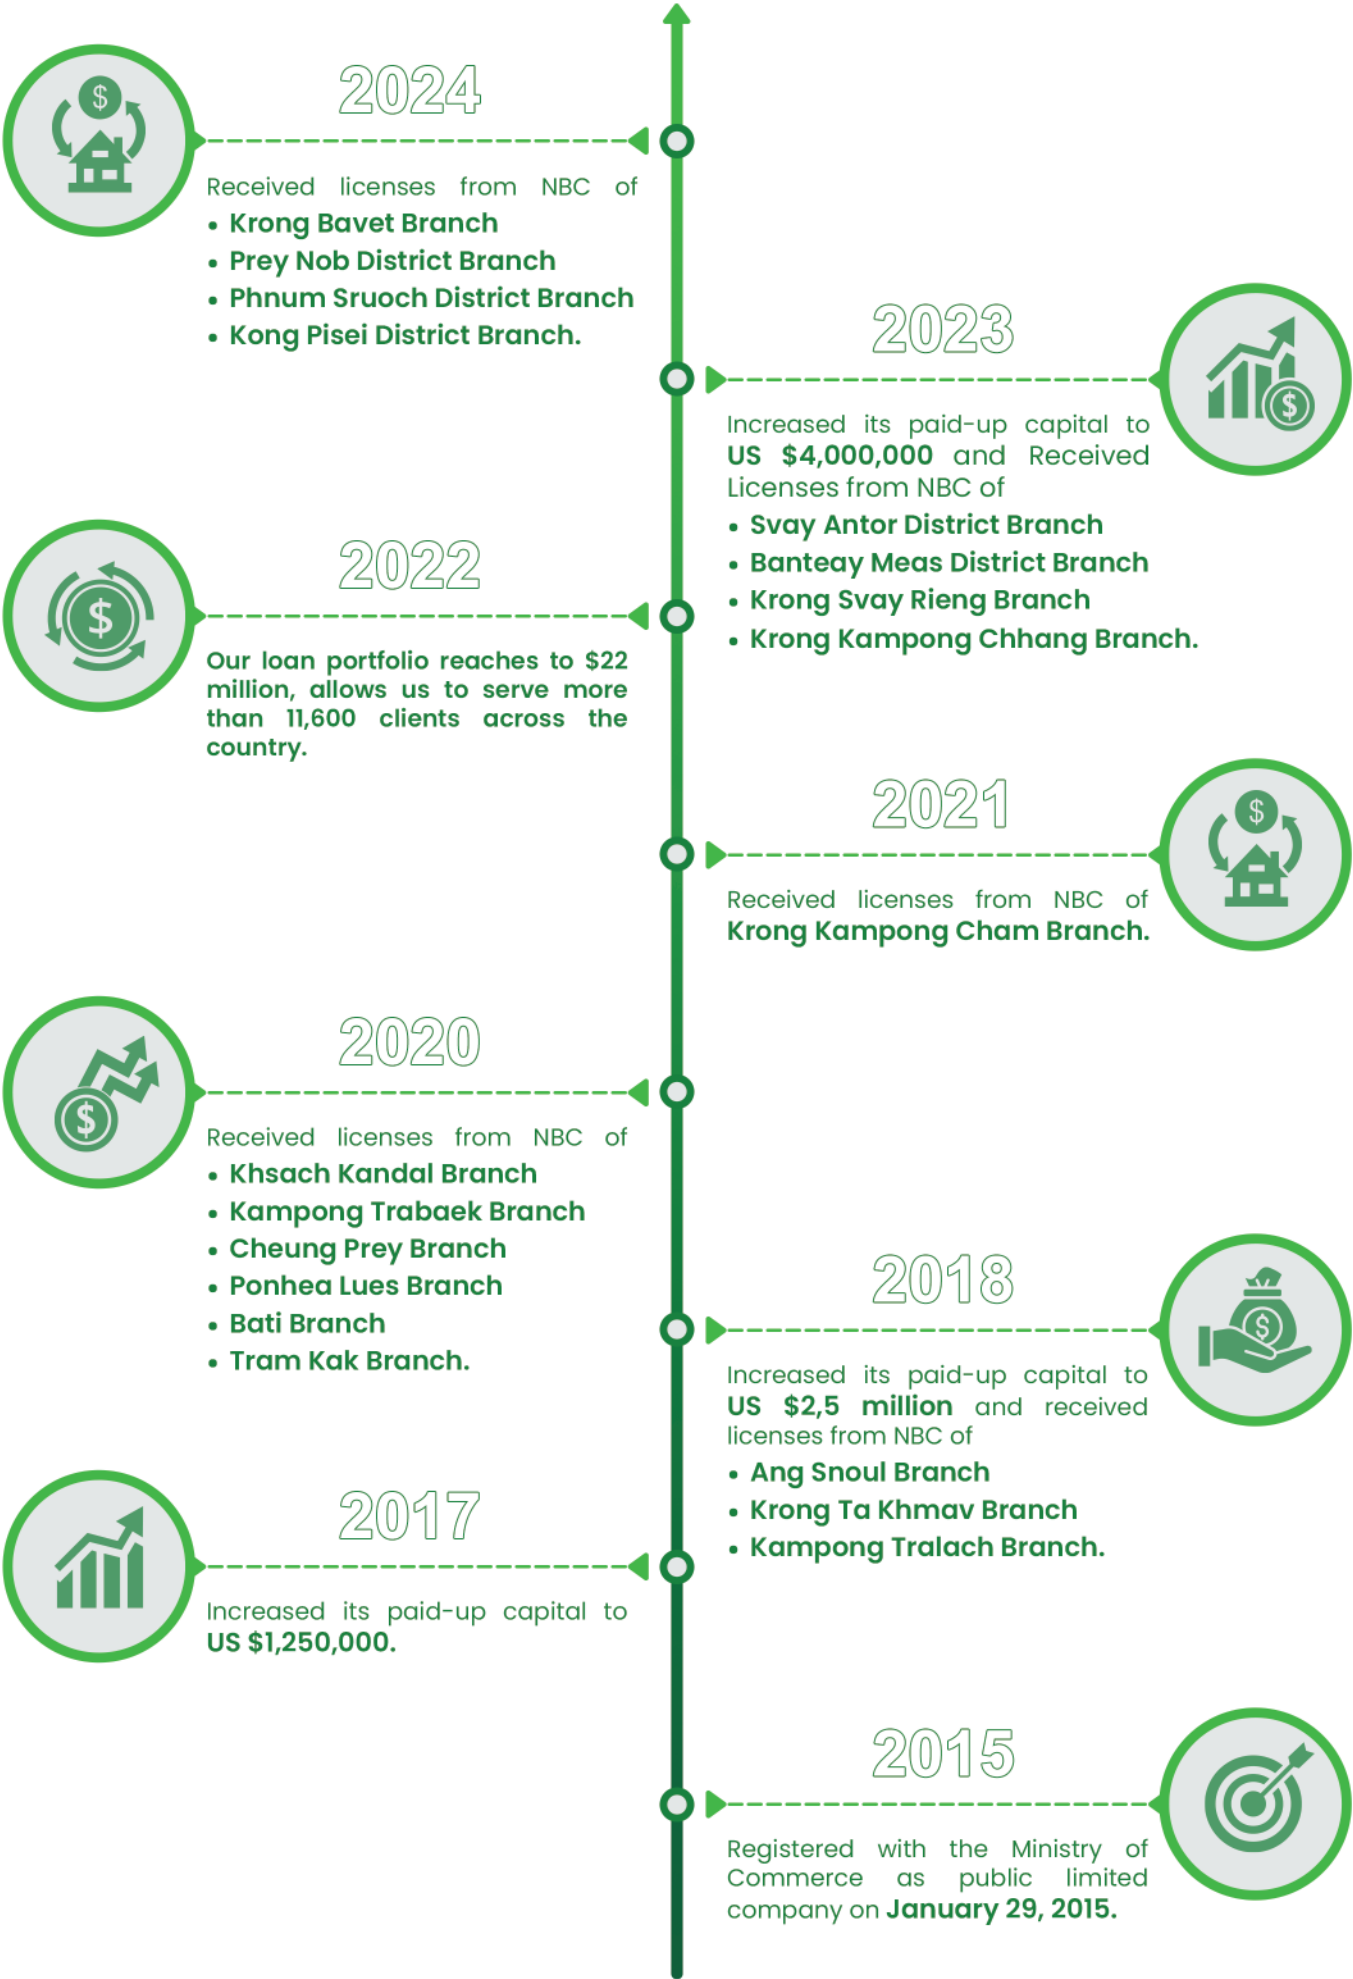 2024
Received licenses from NBC of
• Krong Bavet Branch
• Prey Nob District Branch
• Phnum Sruoch District Branch
• Kong Pisei District Branch.
2023
Increased its paid-up capital to
US $4,000,000 and Received
Licenses from NBC of
• Svay Antor District Branch
• Banteay Meas District Branch
• Krong Svay Rieng Branch
• Krong Kampong Chhang Branch.
2022
Our loan portfolio reaches to $22
million, allows us to serve more
than 11,600 clients across the
country.
2021
Received licenses from NBC of
Krong Kampong Cham Branch.
2020
Received licenses from NBC of
• Khsach Kandal Branch
• Kampong Trabaek Branch
• Cheung Prey Branch
• Ponhea Lues Branch
• Bati Branch
• Tram Kak Branch.
2018
Increased its paid-up capital to
US $2,5 million and received
licenses from NBC of
• Ang Snoul Branch
• Krong Ta Khmav Branch
• Kampong Tralach Branch.
2017
Increased its paid-up capital to
US $1,250,000.
2015
Registered with the Ministry of
Commerce as public limited
company on January 29, 2015.